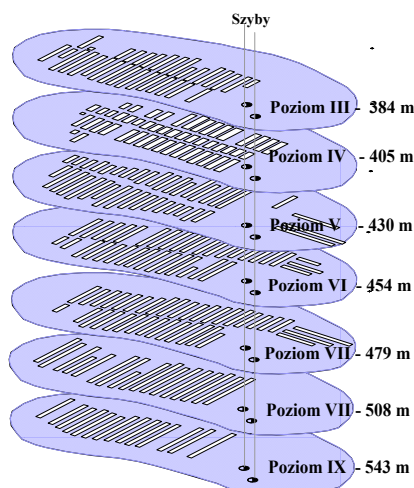 Szyby
Poziom III - 384 m
Poziom IV - 405 m
Poziom V - 430 m
Poziom VI - 454 m
Poziom VII - 479 m
Poziom VII - 508 m
Poziom IX - 543 m